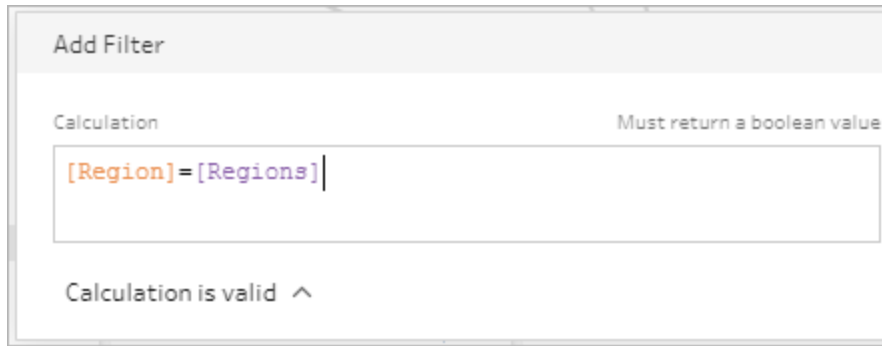 Add Filter
Calculation Must return a boolean value
[Region]=[Regions]
Calculation is valid